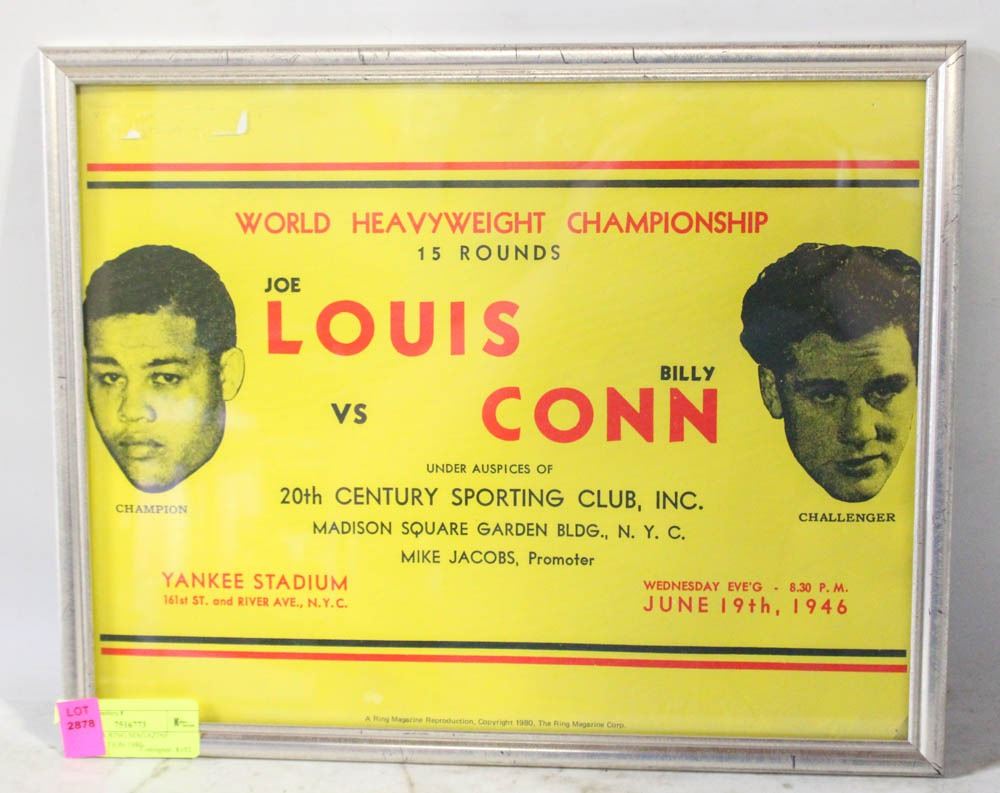 WORLD HEAVYWEIGHT CHAMPIONSHIP
15 ROUNDS
JOE
LOUIS
VS
BILLY
CONN
CHAMPION
CHALLENGER
UNDER AUSPICES OF
20th CENTURY SPORTING CLUB, INC.
MADISON SQUARE GARDEN BLDG., N. Y. C.
MIKE JACOBS, Promoter
YANKEE STADIUM
161st ST. and RIVER AVE., N.Y.C.
WEDNESDAY EVE'G - 8.30 P. M.
JUNE 19th, 1946
A Ring Magazine Reproduction, Copyright 1980, The Ring Magazine Corp.
LOT
2878